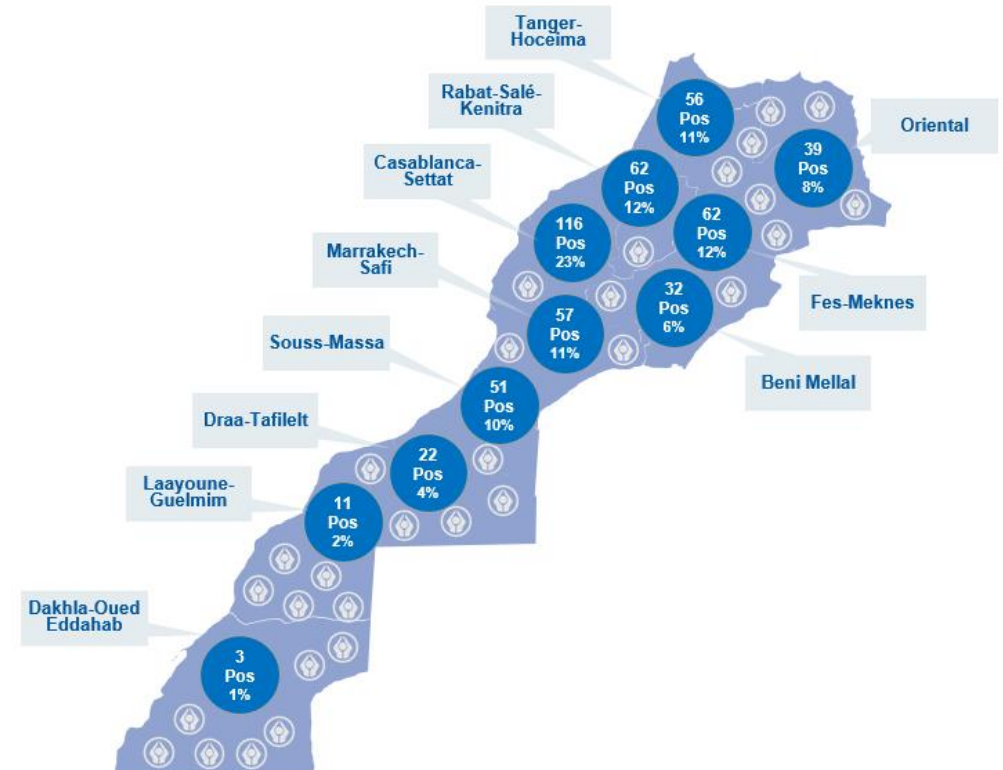 Tanger-
Hoceima
56
Pos
11%
Rabat-Salé-
Kenitra
62
Pos
12%
Oriental
39
Pos
8%
Casablanca-
Settat
116
Pos
23%
62
Pos
12%
Fes-Meknes
Marrakech-
Safi
57
Pos
11%
32
Pos
6%
Beni Mellal
Souss-Massa
51
Pos
10%
Draa-Tafilelt
22
Pos
4%
Laayoune-
Guelmim
11
Pos
2%
Dakhla-Oued
Eddahab
3
Pos
1%